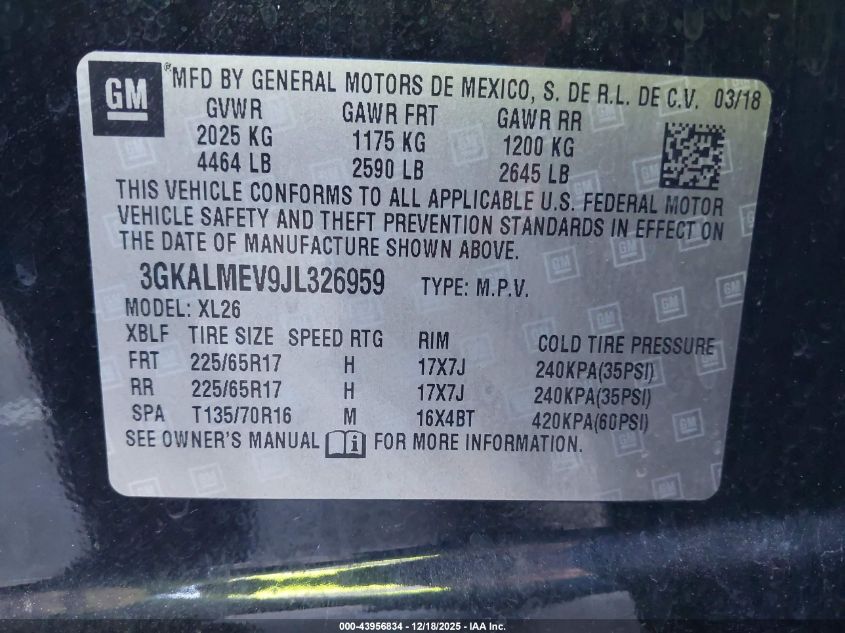 GM ® MFD BY GENERAL MOTORS DE MEXICO, S. DE R.L. DE C.V. 03/18
GVWR GAWR FRT GAWR RR
2025 KG 1175 KG 1200 KG
4464 LB 2590 LB 2645 LB
THIS VEHICLE CONFORMS TO ALL APPLICABLE U.S. FEDERAL MOTOR
VEHICLE SAFETY AND THEFT PREVENTION STANDARDS IN EFFECT ON
THE DATE OF MANUFACTURE SHOWN ABOVE.
3GKALMEV9JL326959 TYPE: M.P.V.
MODEL: XL26
XBLF TIRE SIZE SPEED RTG RIM COLD TIRE PRESSURE
FRT 225/65R17 H 17X7J 240KPA(35PSI)
RR 225/65R17 H 17X7J 240KPA(35PSI)
SPA T135/70R16 M 16X4BT 420KPA(60PSI)
SEE OWNER'S MANUAL i FOR MORE INFORMATION.
000-43956834 - 12/18/2025 - IAA Inc.